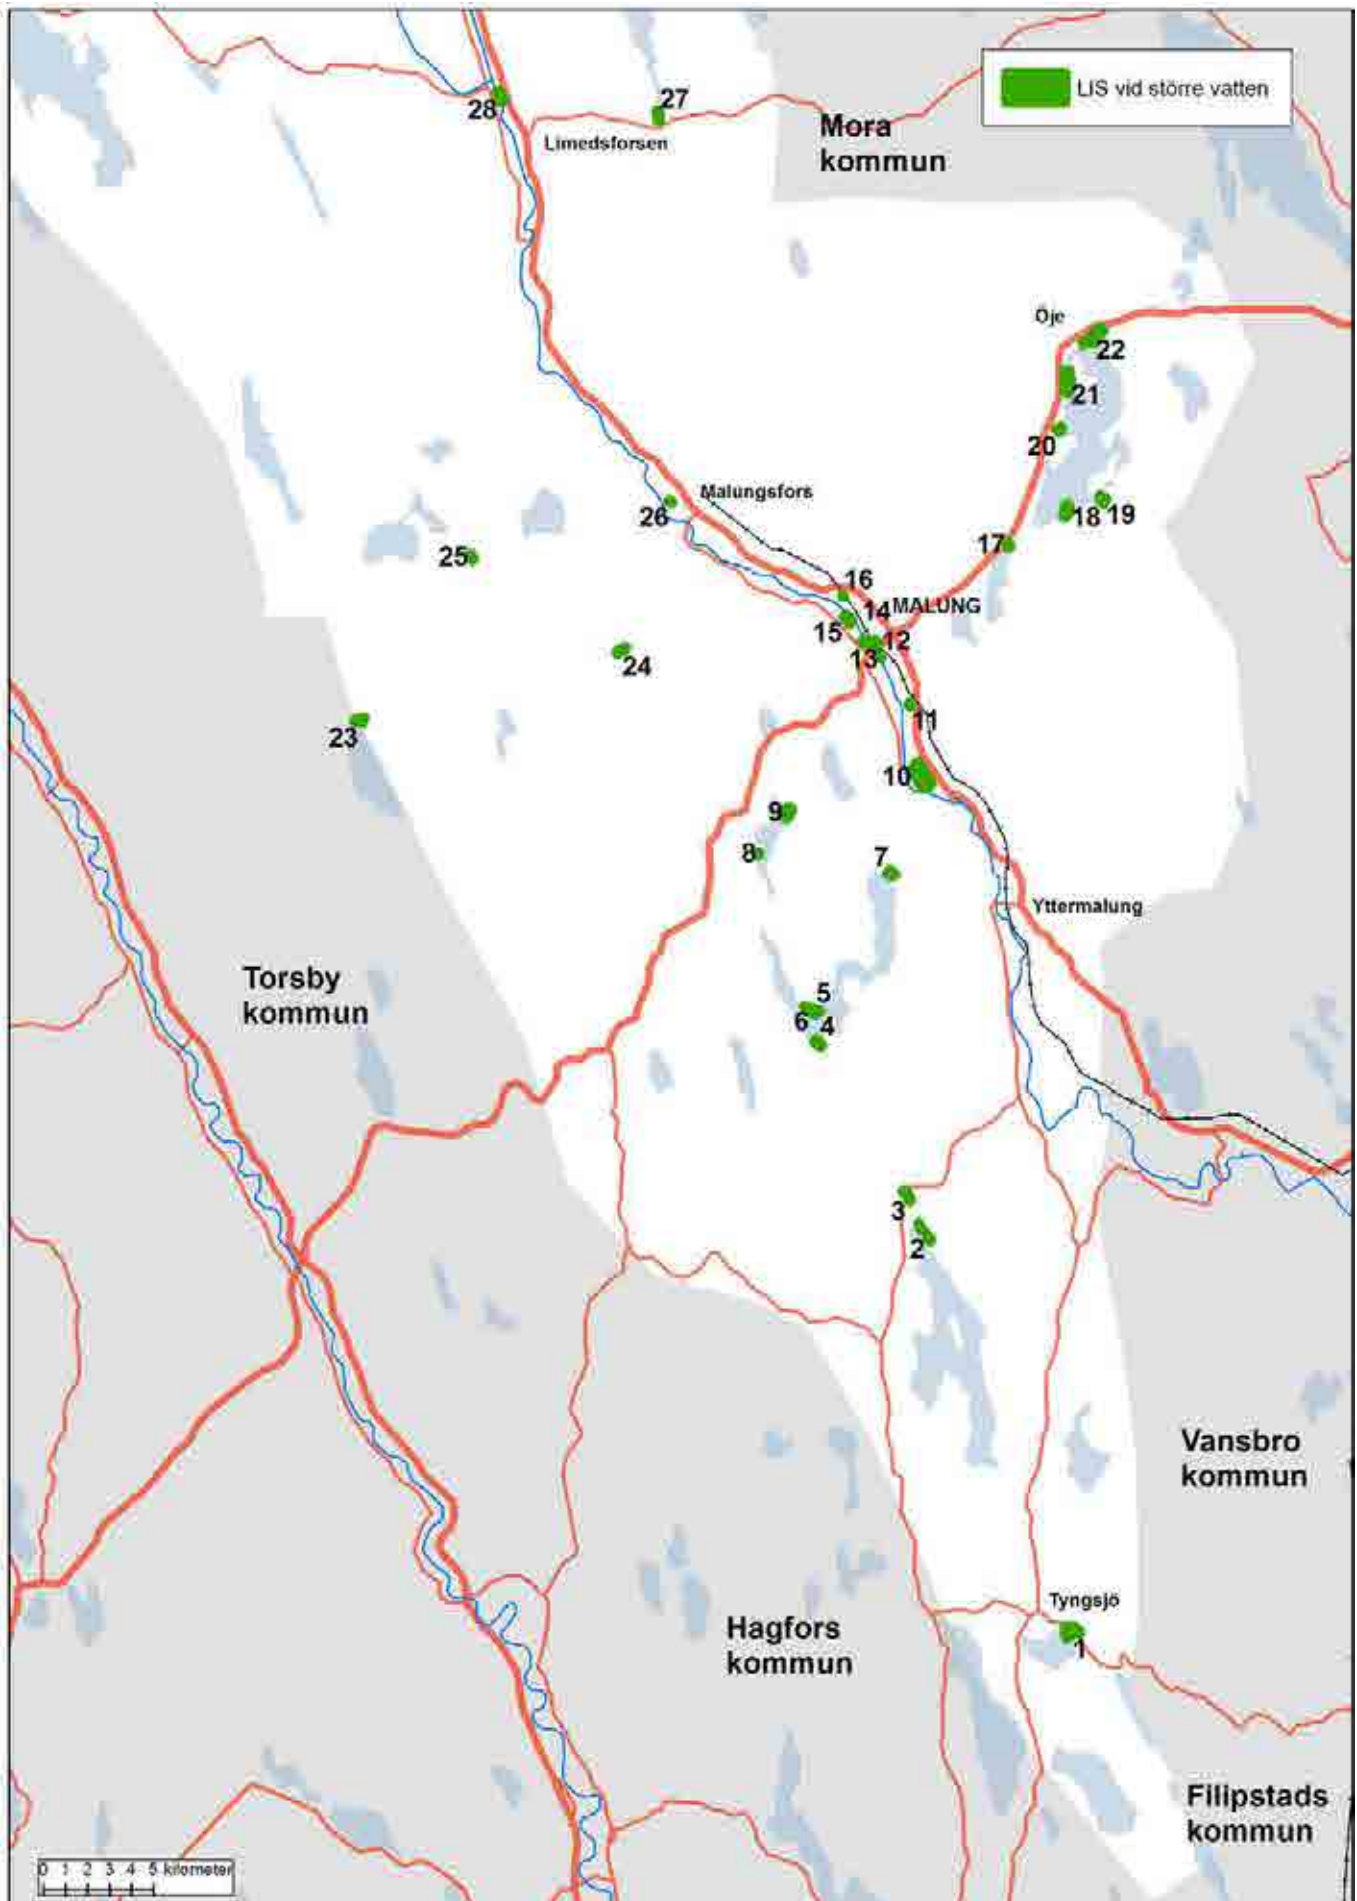 LIS vid större vatten
27
28
Mora
kommun
Limedsforsen
Öje
22
21
20
Malungsfors
26
18
19
17
25
16
14
MALUNG
15
12
13
24
11
23
10
9
8
7
Yttermalung
Torsby
kommun
5
6
4
3
2
Vansbro
kommun
Tyngsjö
Hagfors
kommun
1
Filipstads
kommun
0 1 2 3 4 5 kilometer